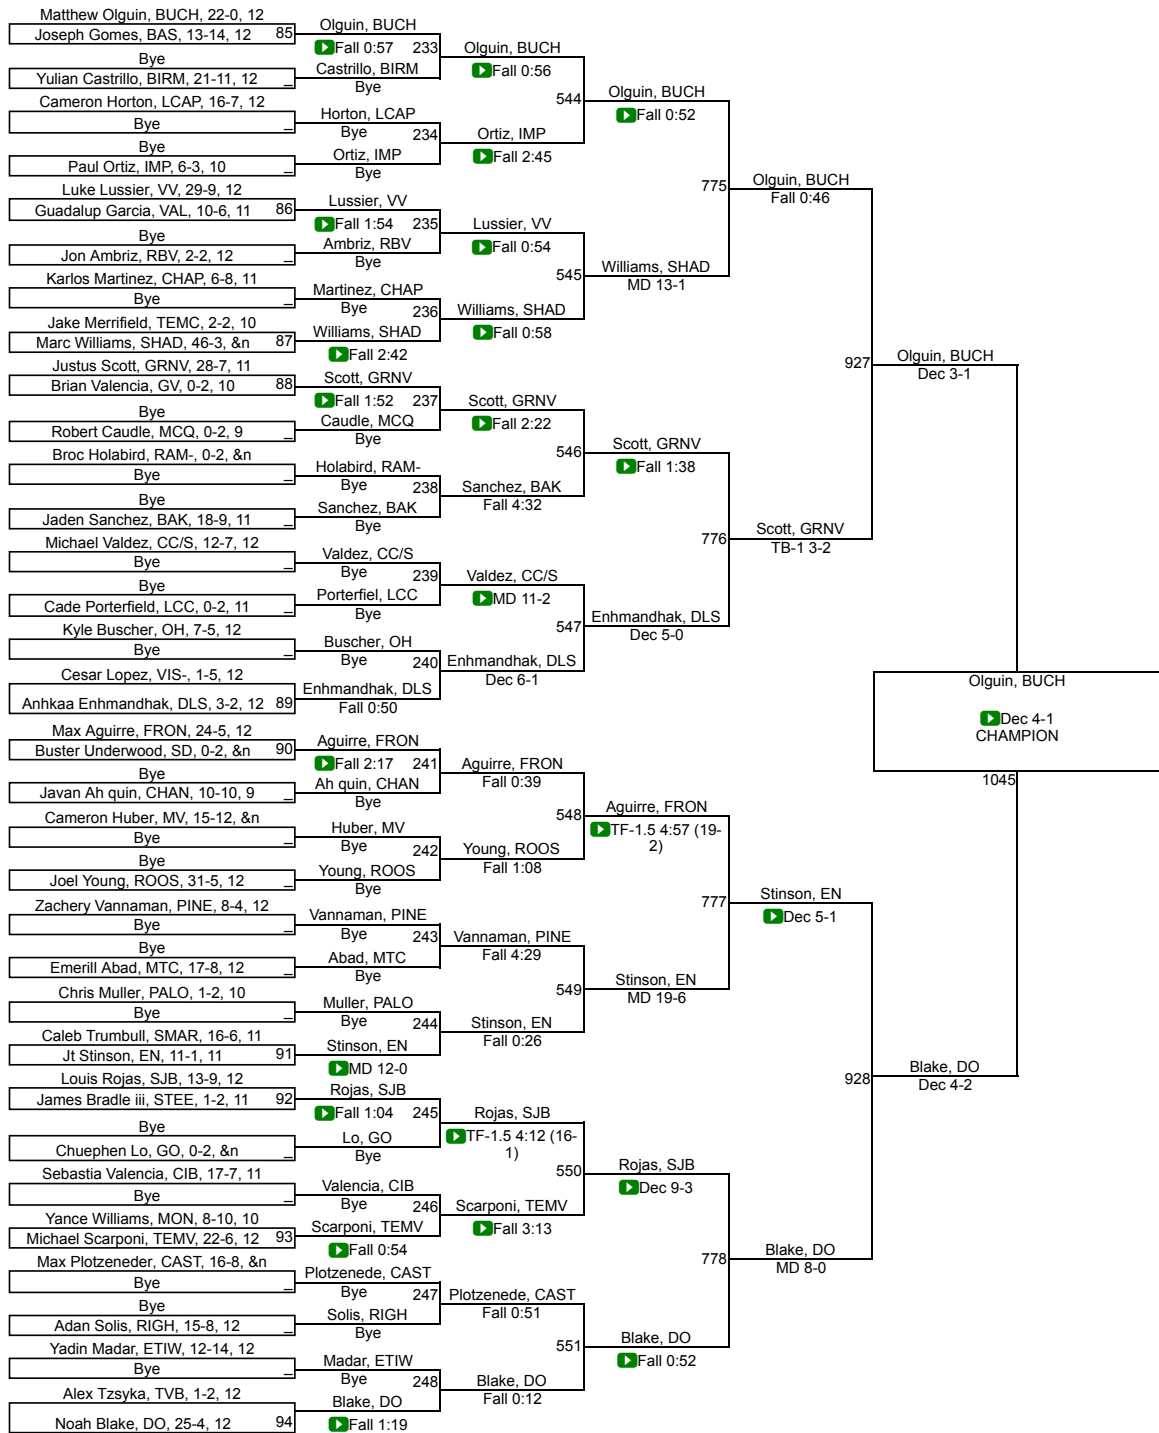 Matthew Olguin, BUCH, 22-0, 12
Joseph Gomes, BAS, 13-14, 12 85
Bye
Yulian Castrillo, BIRM, 21-11, 12 _
Cameron Horton, LCAP, 16-7, 12
Bye _
Bye
Paul Ortiz, IMP, 6-3, 10 _
Luke Lussier, VV, 29-9, 12
Guadalup Garcia, VAL, 10-6, 11 86
Bye
Jon Ambriz, RBV, 2-2, 12 _
Karlos Martinez, CHAP, 6-8, 11
Bye _
Jake Merrifield, TEMC, 2-2, 10
Marc Williams, SHAD, 46-3, &n 87
Justus Scott, GRNV, 28-7, 11
Brian Valencia, GV, 0-2, 10 88
Bye
Robert Caudle, MCQ, 0-2, 9 _
Broc Holabird, RAM-, 0-2, &n
Bye _
Bye
Jaden Sanchez, BAK, 18-9, 11 _
Michael Valdez, CC/S, 12-7, 12
Bye _
Bye
Cade Porterfield, LCC, 0-2, 11 _
Kyle Buscher, OH, 7-5, 12
Bye _
Cesar Lopez, VIS-, 1-5, 12
Anhkaa Enhmandhak, DLS, 3-2, 12 89
Max Aguirre, FRON, 24-5, 12
Buster Underwood, SD, 0-2, &n 90
Bye
Javan Ah quin, CHAN, 10-10, 9 _
Cameron Huber, MV, 15-12, &n
Bye _
Bye
Joel Young, ROOS, 31-5, 12 _
Zachery Vannaman, PINE, 8-4, 12
Bye _
Bye
Emerill Abad, MTC, 17-8, 12 _
Chris Muller, PALO, 1-2, 10
Bye _
Caleb Trumbull, SMAR, 16-6, 11
Jt Stinson, EN, 11-1, 11 91
Louis Rojas, SJB, 13-9, 12
James Bradle iii, STEE, 1-2, 11 92
Bye
Chuephen Lo, GO, 0-2, &n _
Sebastia Valencia, CIB, 17-7, 11
Bye _
Yance Williams, MON, 8-10, 10
Michael Scarponi, TEMV, 22-6, 12 93
Max Plotzeneder, CAST, 16-8, &n
Bye _
Bye
Adan Solis, RIGH, 15-8, 12 _
Yadin Madar, ETIW, 12-14, 12
Bye _
Alex Tzsyka, TVB, 1-2, 12
Noah Blake, DO, 25-4, 12 94
Olguin, BUCH
Fall 0:57 233
Castrillo, BIRM
Bye
Horton, LCAP
Bye 234
Ortiz, IMP
Bye
Lussier, VV
Fall 1:54 235
Ambriz, RBV
Bye
Martinez, CHAP
Bye 236
Williams, SHAD
Fall 2:42
Scott, GRNV
Fall 1:52 237
Caudle, MCQ
Bye
Holabird, RAM-
Bye 238
Sanchez, BAK
Bye
Valdez, CC/S
Bye 239
Porterfiel, LCC
Bye
Buscher, OH
Bye 240
Enhmandhak, DLS
Fall 0:50
Aguirre, FRON
Fall 2:17 241
Ah quin, CHAN
Bye
Huber, MV
Bye 242
Young, ROOS
Bye
Vannaman, PINE
Bye 243
Abad, MTC
Bye
Muller, PALO
Bye 244
Stinson, EN
MD 12-0
Rojas, SJB
Fall 1:04 245
Lo, GO
Bye
Valencia, CIB
Bye 246
Scarponi, TEMV
Fall 0:54
Plotzenede, CAST
Bye 247
Solis, RIGH
Bye
Madar, ETIW
Bye 248
Blake, DO
Fall 1:19
Olguin, BUCH
Fall 0:56
544
Ortiz, IMP
Fall 2:45
Lussier, VV
Fall 0:54
545
Williams, SHAD
Fall 0:58
Scott, GRNV
Fall 2:22
546
Sanchez, BAK
Fall 4:32
Valdez, CC/S
MD 11-2
547
Enhmandhak, DLS
Dec 6-1
Aguirre, FRON
Fall 0:39
548
Young, ROOS
Fall 1:08
Vannaman, PINE
Fall 4:29
549
Stinson, EN
Fall 0:26
Rojas, SJB
TF-1.5 4:12 (16-
1)
550
Scarponi, TEMV
Fall 3:13
Plotzenede, CAST
Fall 0:51
551
Blake, DO
Fall 0:12
Olguin, BUCH
Fall 0:52
775
Williams, SHAD
MD 13-1
Scott, GRNV
Fall 1:38
776
Enhmandhak, DLS
Dec 5-0
Aguirre, FRON
TF-1.5 4:57 (19-
2)
777
Stinson, EN
MD 19-6
Rojas, SJB
Dec 9-3
778
Blake, DO
Fall 0:52
Olguin, BUCH
Fall 0:46
927
Scott, GRNV
TB-1 3-2
Stinson, EN
Dec 5-1
928
Blake, DO
MD 8-0
Olguin, BUCH
Dec 3-1
Blake, DO
Dec 4-2
Olguin, BUCH
Dec 4-1
CHAMPION
1045